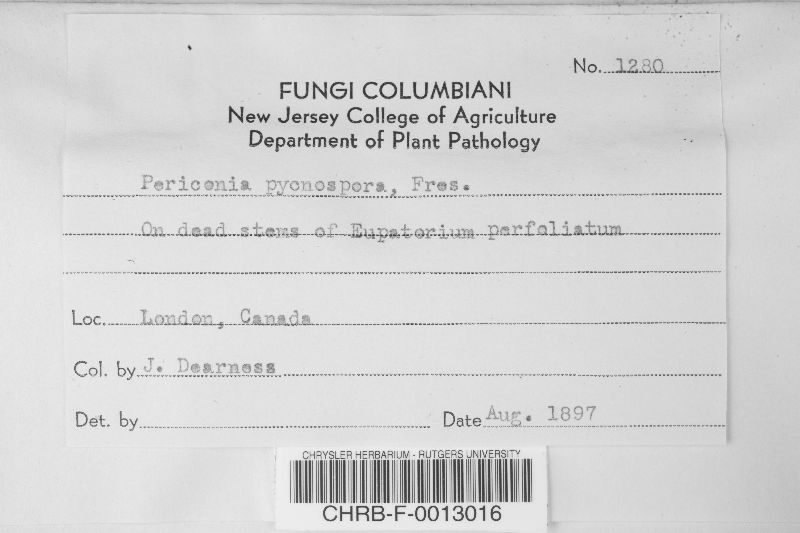 No. 1280
FUNGI COLUMBIANI
New Jersey College of Agriculture
Department of Plant Pathology
Periconia pycnospora, Fres.
On dead stems of Eupatorium perfoliatum
Loc. London, Canada
Col. by J. Dearness
Det. by
Date Aug. 1897
CHRYSLER HERBARIUM - RUTGERS UNIVERSITY
CHRB-F-0013016